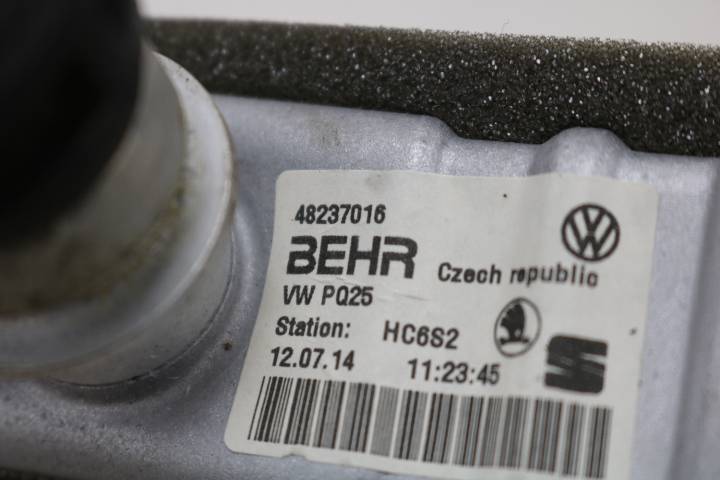 48237016
BEHR Czech republic
VW PQ25
Station: HC6S2
12.07.14 11:23:45